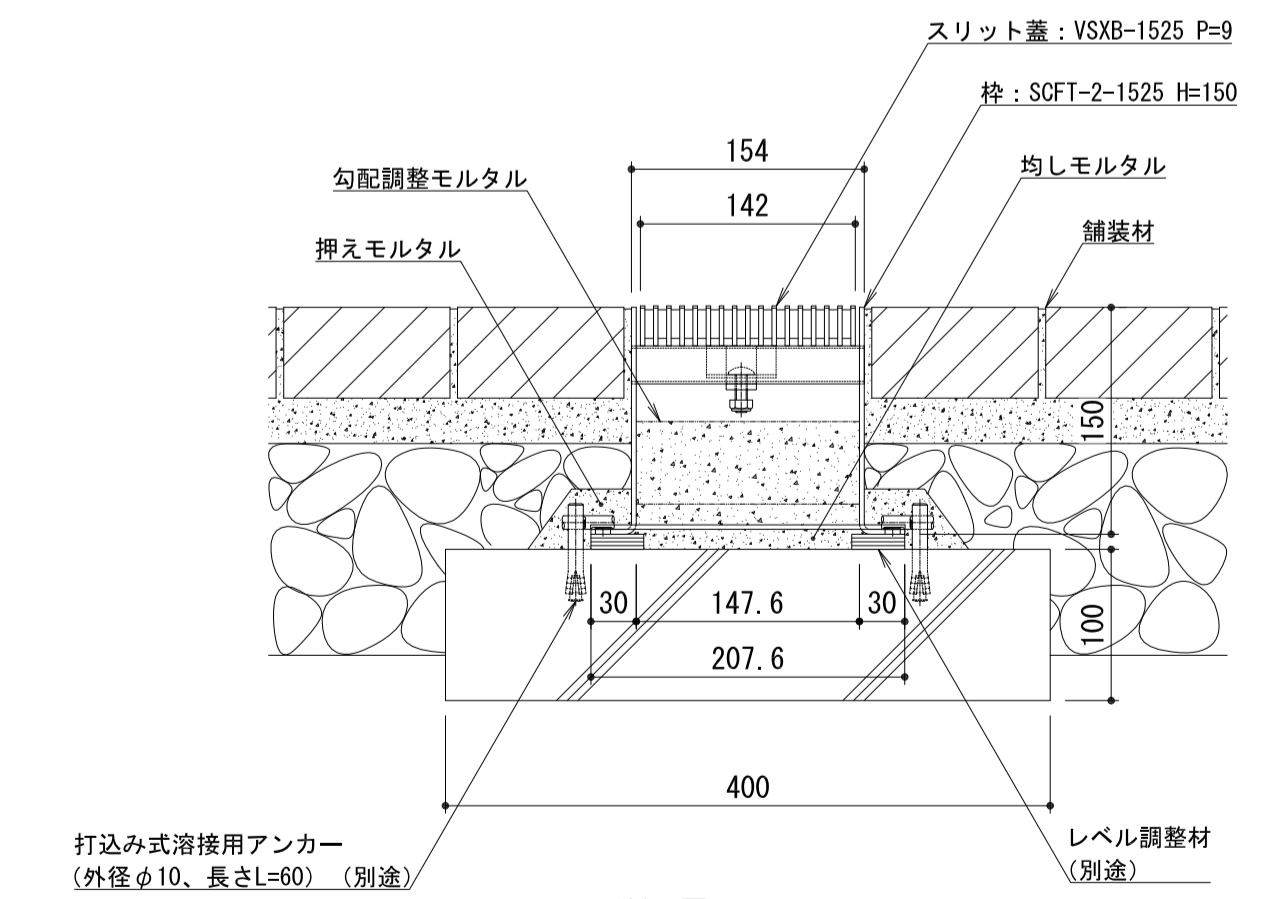 スリット蓋：VSXB-1525 P=9
枠：SCFT-2-1525 H=150
154
均しモルタル
勾配調整モルタル
142
舗装材
押えモルタル
150
30
147.6
30
100
207.6
400
打込み式溶接用アンカー
(外径φ10、長さL=60) (別途)
レベル調整材
(別途)